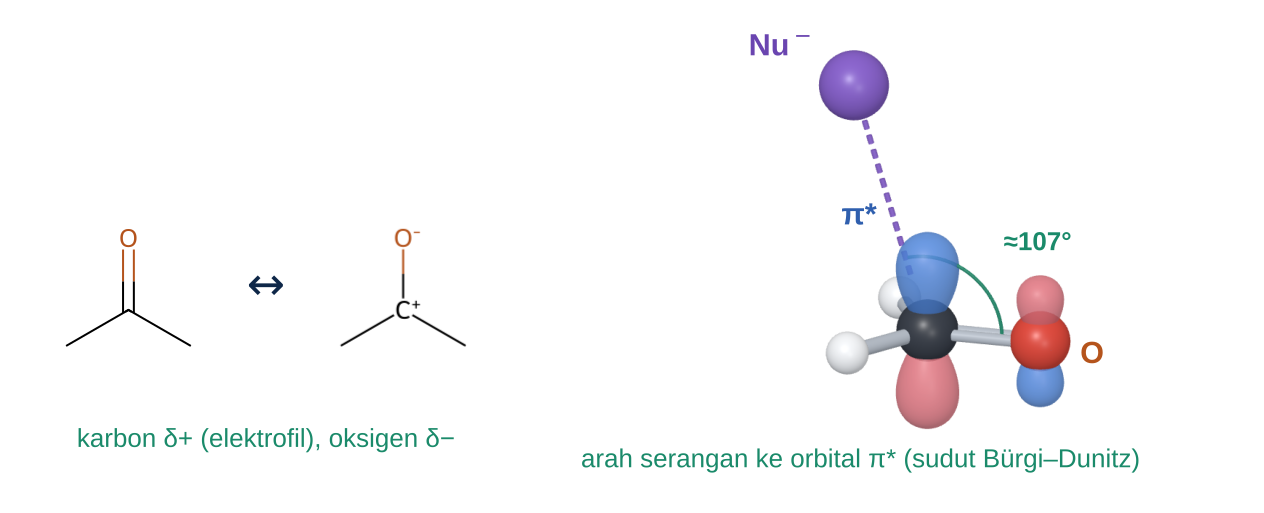 Nu⁻
π*
≈107°
O
O
O⁻
↔
C⁺
karbon δ+ (elektrofil), oksigen δ−
arah serangan ke orbital π* (sudut Bürgi–Dunitz)